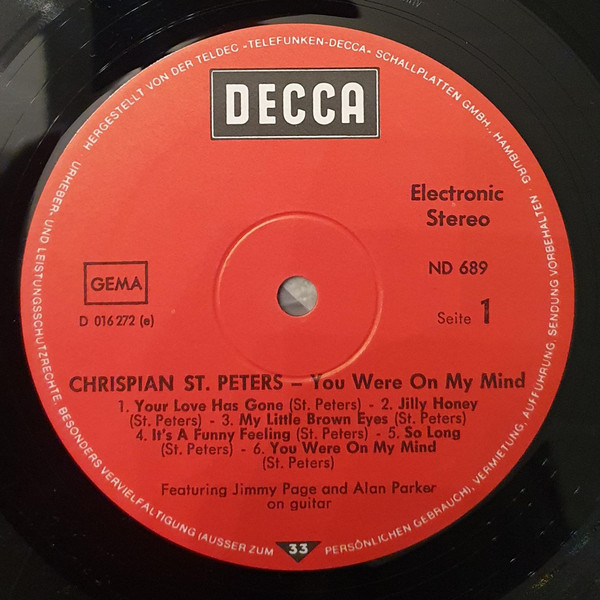 URHEBER- UND LEISTUNGSSCHUTZRECHTE, BESONDERS VERVIELFÄLTIGUNG (AUSSER ZUM PERSÖNLICHEN GEBRAUCH), VERMIETUNG, AUFFÜHRUNG, SENDUNG VORBEHALTEN
HERGESTELLT VON DER TELDEC »TELEFUNKEN-DECCA« SCHALLPLATTEN GMBH., HAMBURG
DECCA
Electronic
Stereo
GEMA
ND 689
D 016 272 (e)
Seite 1
CHRISPIAN ST. PETERS – You Were On My Mind
1. Your Love Has Gone (St. Peters) - 2. Jilly Honey
(St. Peters) - 3. My Little Brown Eyes (St. Peters)
4. It's A Funny Feeling (St. Peters) - 5. So Long
(St. Peters) - 6. You Were On My Mind
(St. Peters)
Featuring Jimmy Page and Alan Parker
on guitar
33